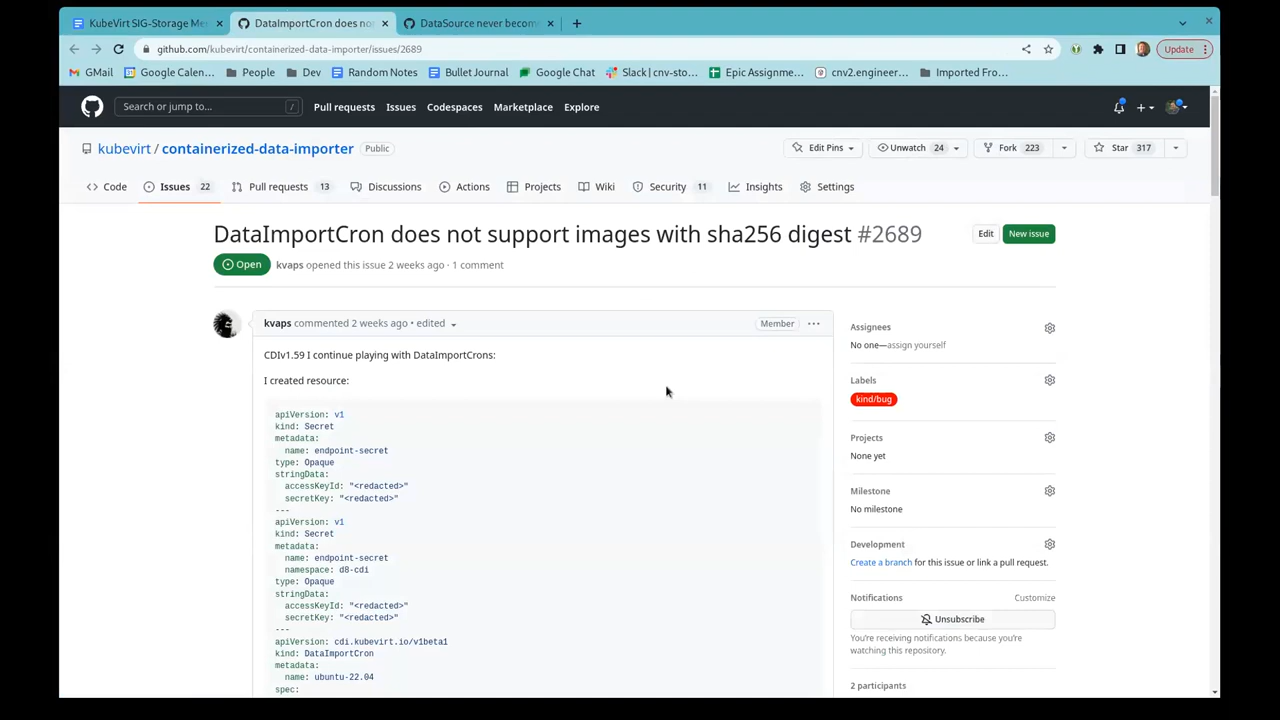 KubeVirt SIG-Storage Me
DataImportCron does no
DataSource never becom
github.com/kubevirt/containerized-data-importer/issues/2689
Update
GMail
Google Calen...
People
Dev
Random Notes
Bullet Journal
Google Chat
Slack | cnv-sto...
Epic Assignme...
cnv2.engineer...
Imported Fro...
Search or jump to...
/
Pull requests
Issues
Codespaces
Marketplace
Explore
kubevirt / containerized-data-importer
Public
Edit Pins
Unwatch 24
Fork 223
Star 317
Code
Issues 22
Pull requests 13
Discussions
Actions
Projects
Wiki
Security 11
Insights
Settings
DataImportCron does not support images with sha256 digest #2689
Edit
New issue
Open
kvaps opened this issue 2 weeks ago · 1 comment
kvaps commented 2 weeks ago • edited
Member
CDIv1.59 I continue playing with DataImportCrons:
I created resource:
apiVersion: v1
kind: Secret
metadata:
name: endpoint-secret
type: Opaque
stringData:
accessKeyId: "<redacted>"
secretKey: "<redacted>"
---
apiVersion: v1
kind: Secret
metadata:
name: endpoint-secret
namespace: d8-cdi
type: Opaque
stringData:
accessKeyId: "<redacted>"
secretKey: "<redacted>"
---
apiVersion: cdi.kubevirt.io/v1beta1
kind: DataImportCron
metadata:
name: ubuntu-22.04
spec:
Assignees
No one—assign yourself
Labels
kind/bug
Projects
None yet
Milestone
No milestone
Development
Create a branch for this issue or link a pull request.
Notifications
Customize
Unsubscribe
You're receiving notifications because you're
watching this repository.
2 participants